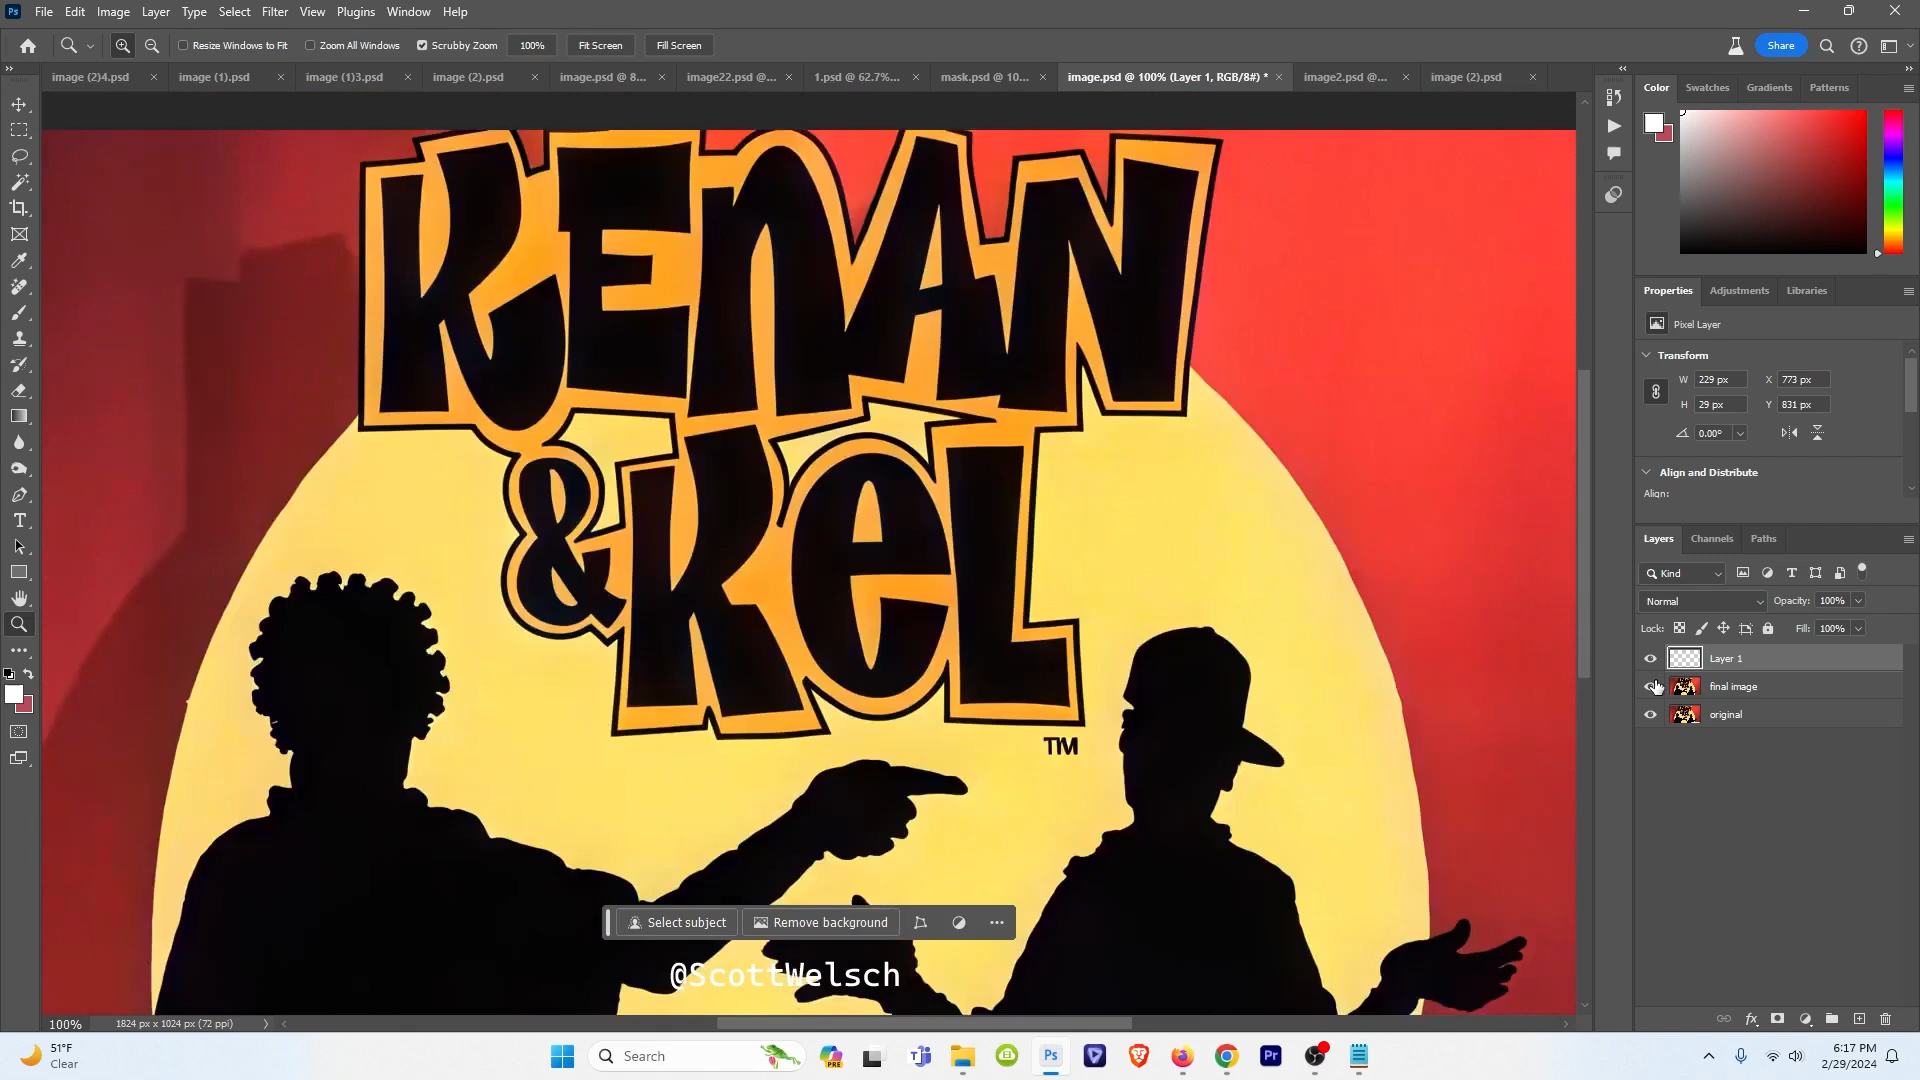 Ps File Edit Image Layer Type Select Filter View Plugins Window Help
Resize Windows to Fit Zoom All Windows Scrubby Zoom 100% Fit Screen Fill Screen Share
image (2)4.psd image (1).psd image (1)3.psd image (2).psd image.psd @ 8... image22.psd @... 1.psd @ 62.7%... mask.psd @ 10... image.psd @ 100% (Layer 1, RGB/8#) * image2.psd @... image (2).psd
Color Swatches Gradients Patterns
KENAN
& KEL
TM
Properties Adjustments Libraries
Pixel Layer
Transform
W 229 px X 773 px
H 29 px Y 831 px
0.00°
Align and Distribute
Align:
Layers Channels Paths
Kind
Normal Opacity: 100%
Lock: Fill: 100%
Layer 1
final image
original
Select subject Remove background
@ScottWelsch
100% 1824 px x 1024 px (72 ppi)
51°F
Clear
Search
PRE
Ps
Pr
6:17 PM
2/29/2024